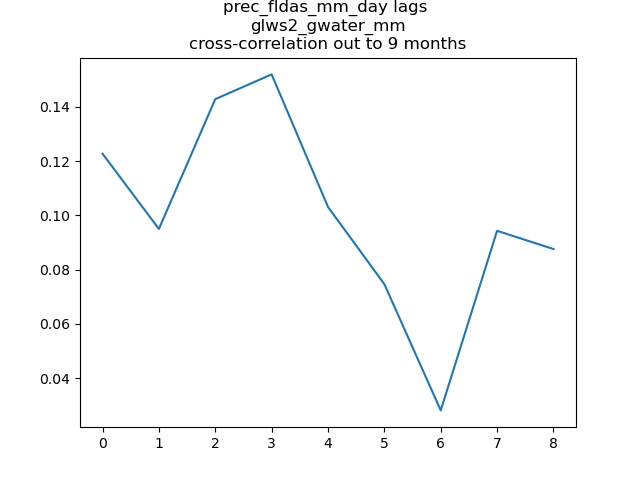 prec_fldas_mm_day lags
glws2_gwater_mm
cross-correlation out to 9 months
0.14
0.12
0.10
0.08
0.06
0.04
0 1 2 3 4 5 6 7 8